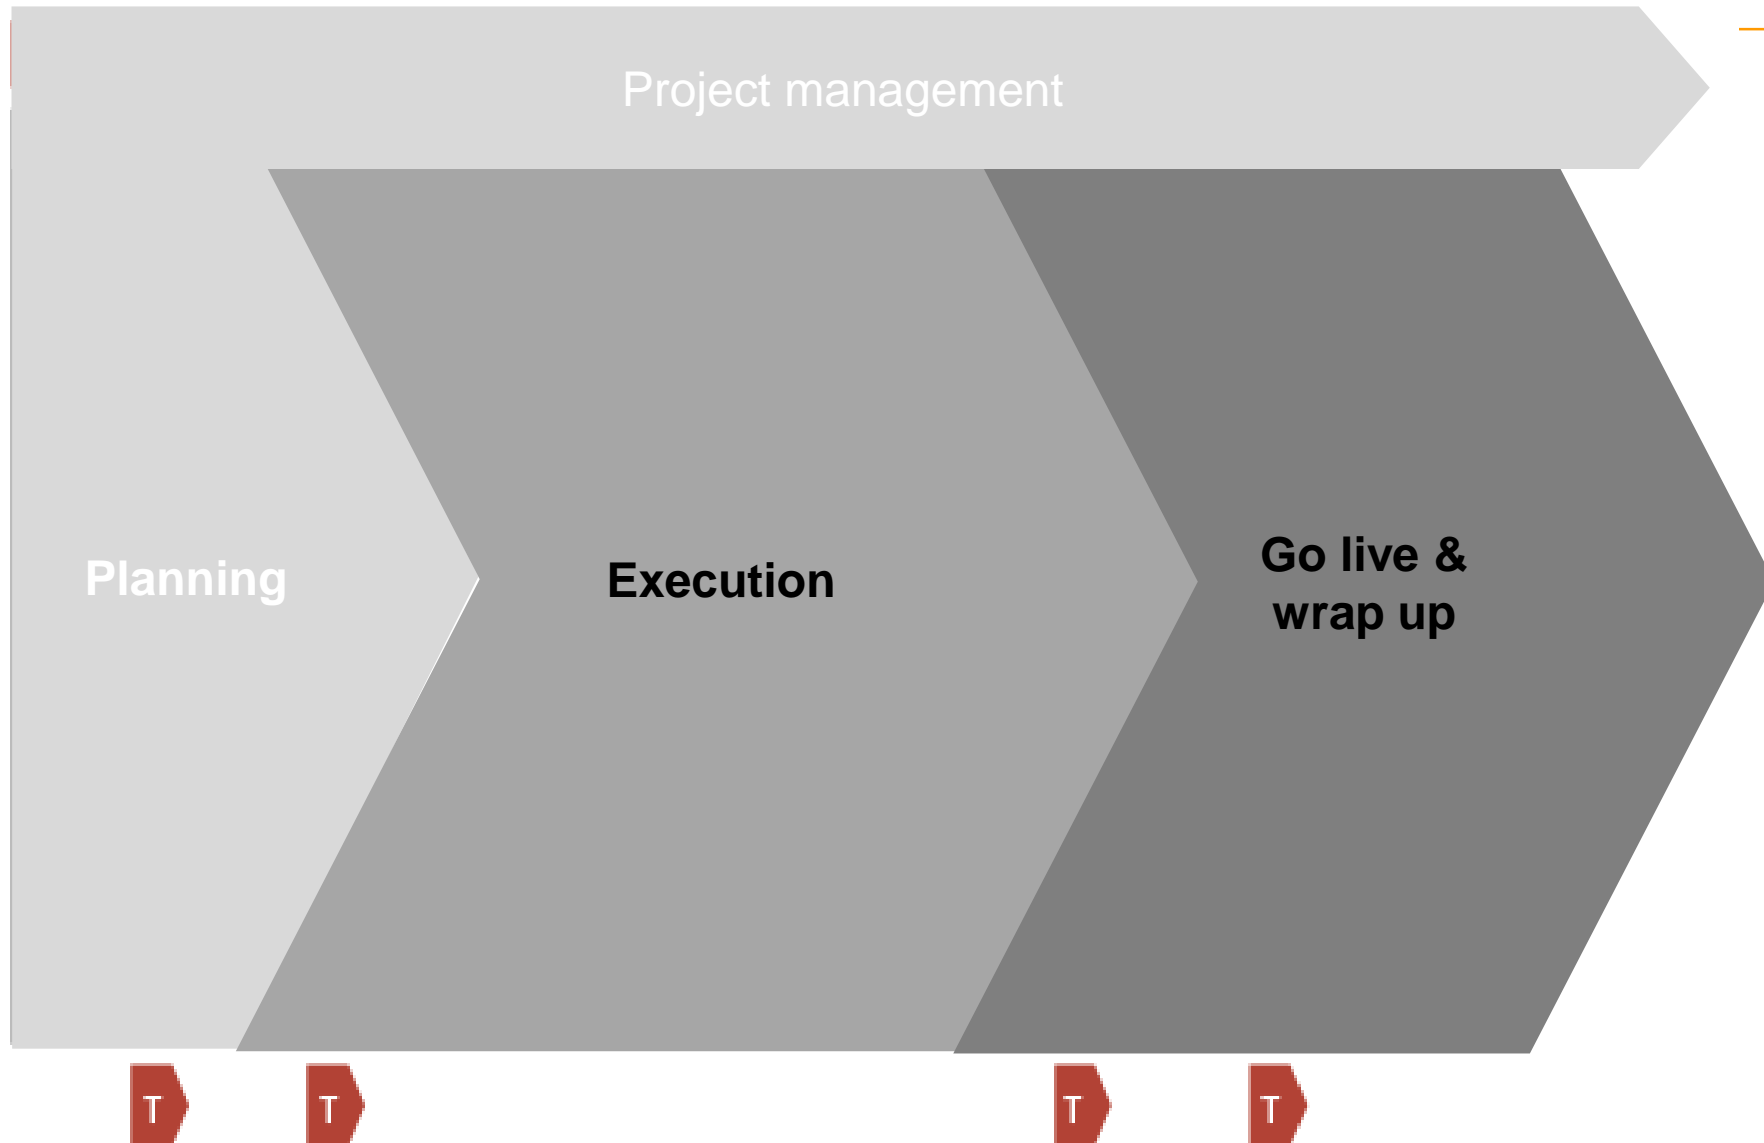 Project management
Planning
Execution
Go live &
wrap up
T
T
T
T